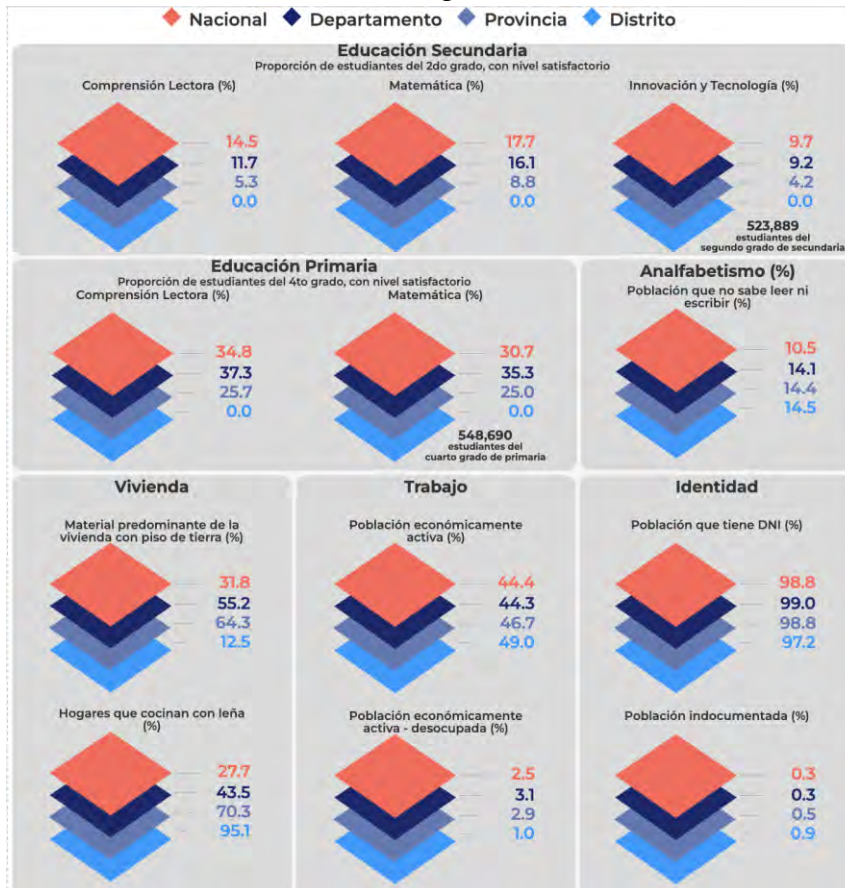 Nacional Departamento Provincia Distrito
Educación Secundaria
Proporción de estudiantes del 2do grado, con nivel satisfactorio
Comprensión Lectora (%)
14.5
11.7
5.3
0.0
Matemática (%)
17.7
16.1
8.8
0.0
Innovación y Tecnología (%)
9.7
9.2
4.2
0.0
523,889
estudiantes del
segundo grado de secundaria
Educación Primaria
Proporción de estudiantes del 4to grado, con nivel satisfactorio
Comprensión Lectora (%)
34.8
37.3
25.7
0.0
Matemática (%)
30.7
35.3
25.0
0.0
548,690
estudiantes del
cuarto grado de primaria
Analfabetismo (%)
Población que no sabe leer ni
escribir (%)
10.5
14.1
14.4
14.5
Vivienda
Material predominante de la
vivienda con piso de tierra (%)
31.8
55.2
64.3
12.5
Hogares que cocinan con leña
(%)
27.7
43.5
70.3
95.1
Trabajo
Población económicamente
activa (%)
44.4
44.3
46.7
49.0
Población económicamente
activa - desocupada (%)
2.5
3.1
2.9
1.0
Identidad
Población que tiene DNI (%)
98.8
99.0
98.8
97.2
Población indocumentada (%)
0.3
0.3
0.5
0.9